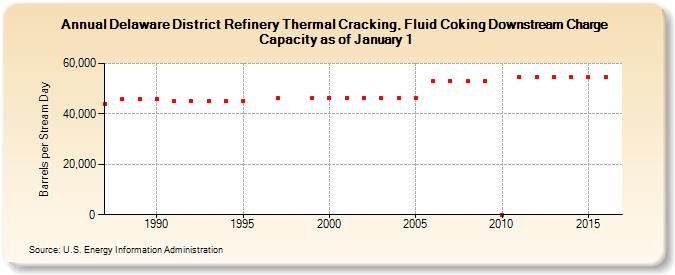 Annual Delaware District Refinery Thermal Cracking, Fluid Coking Downstream Charge
Capacity as of January 1
Barrels per Stream Day
60,000
40,000
20,000
0
1990 1995 2000 2005 2010 2015
Source: U.S. Energy Information Administration